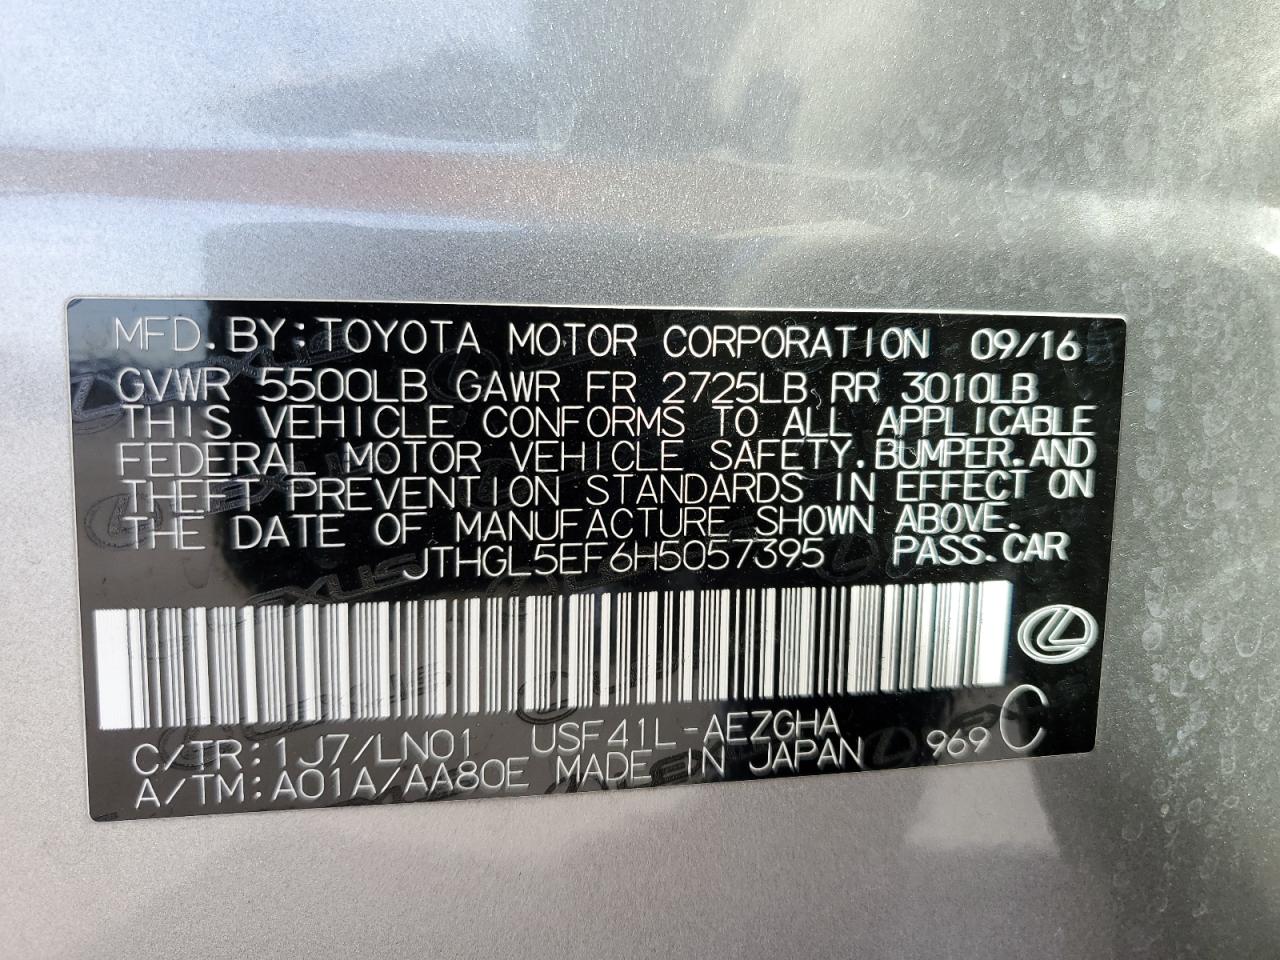 MFD. BY: TOYOTA MOTOR CORPORATION 09/16
GVWR 5500LB GAWR FR 2725LB RR 3010LB
THIS VEHICLE CONFORMS TO ALL APPLICABLE
FEDERAL MOTOR VEHICLE SAFETY, BUMPER, AND
THEFT PREVENTION STANDARDS IN EFFECT ON
THE DATE OF MANUFACTURE SHOWN ABOVE.
JTHGL5EF6H5057395 PASS. CAR
C/TR: 1J7/LN01 USF41L-AEZGHA
A/TM: A01A/AA80E MADE IN JAPAN 969 C